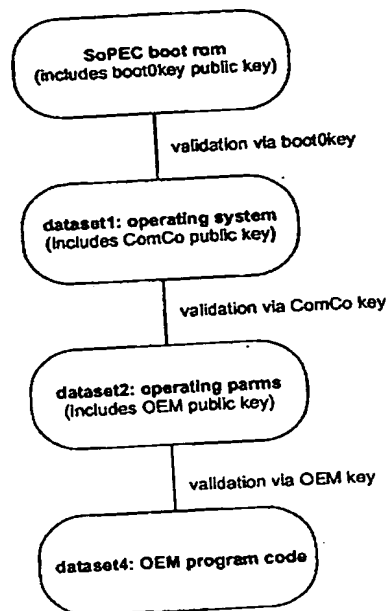 SoPEC boot rom
(includes boot0key public key)
validation via boot0key
dataset1: operating system
(includes ComCo public key)
validation via ComCo key
dataset2: operating parms
(includes OEM public key)
validation via OEM key
dataset4: OEM program code